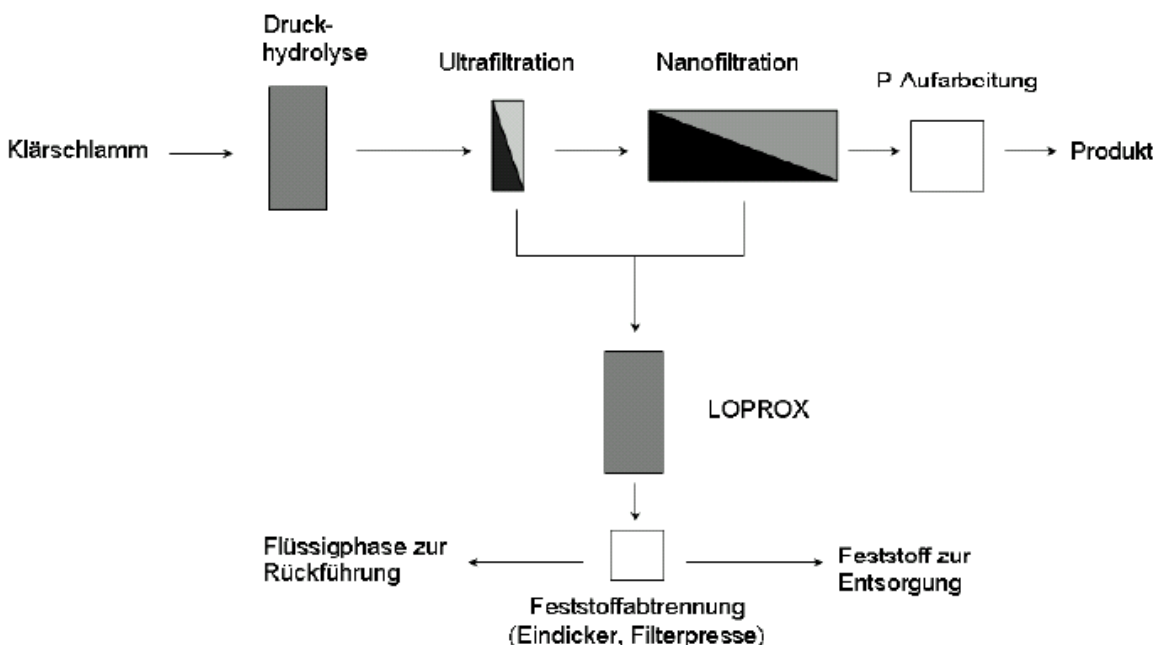 Druck-
hydrolyse
Ultrafiltration
Nanofiltration
P Aufarbeitung
Klärschlamm
Produkt
LOPROX
Flüssigphase zur
Rückführung
Feststoff zur
Entsorgung
Feststoffabtrennung
(Eindicker, Filterpresse)